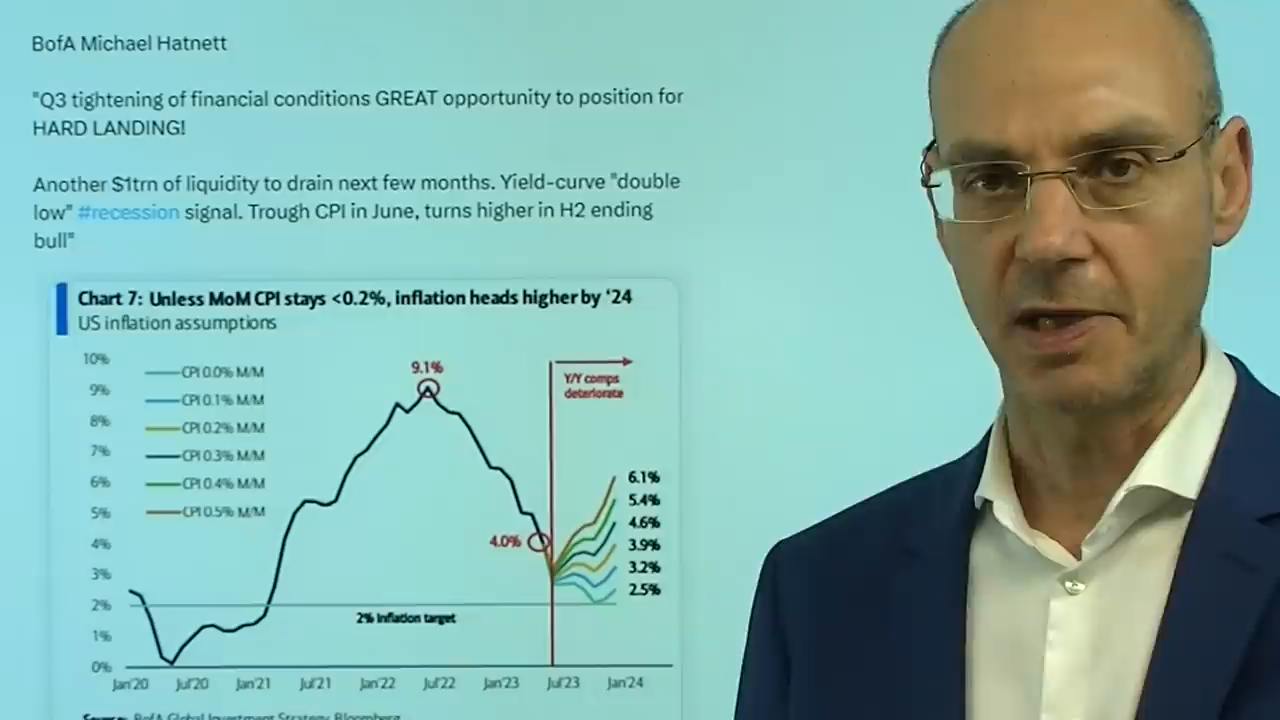 BofA Michael Hatnett
"Q3 tightening of financial conditions GREAT opportunity to position for
HARD LANDING!
Another $1trn of liquidity to drain next few months. Yield-curve "double
low" #recession signal. Trough CPI in June, turns higher in H2 ending
bull"
Chart 7: Unless MoM CPI stays <0.2%, inflation heads higher by '24
US inflation assumptions
10%
9%
8%
7%
6%
5%
4%
3%
2%
1%
0%
CPI 0.0% M/M
CPI 0.1% M/M
CPI 0.2% M/M
CPI 0.3% M/M
CPI 0.4% M/M
CPI 0.5% M/M
9.1%
4.0%
Y/Y comps
deteriorate
6.1%
5.4%
4.6%
3.9%
3.2%
2.5%
2% Inflation target
Jan'20 Jul'20 Jan'21 Jul'21 Jan'22 Jul'22 Jan'23 Jul'23 Jan'24
Source: BofA Global Investment Strategy, Bloomberg